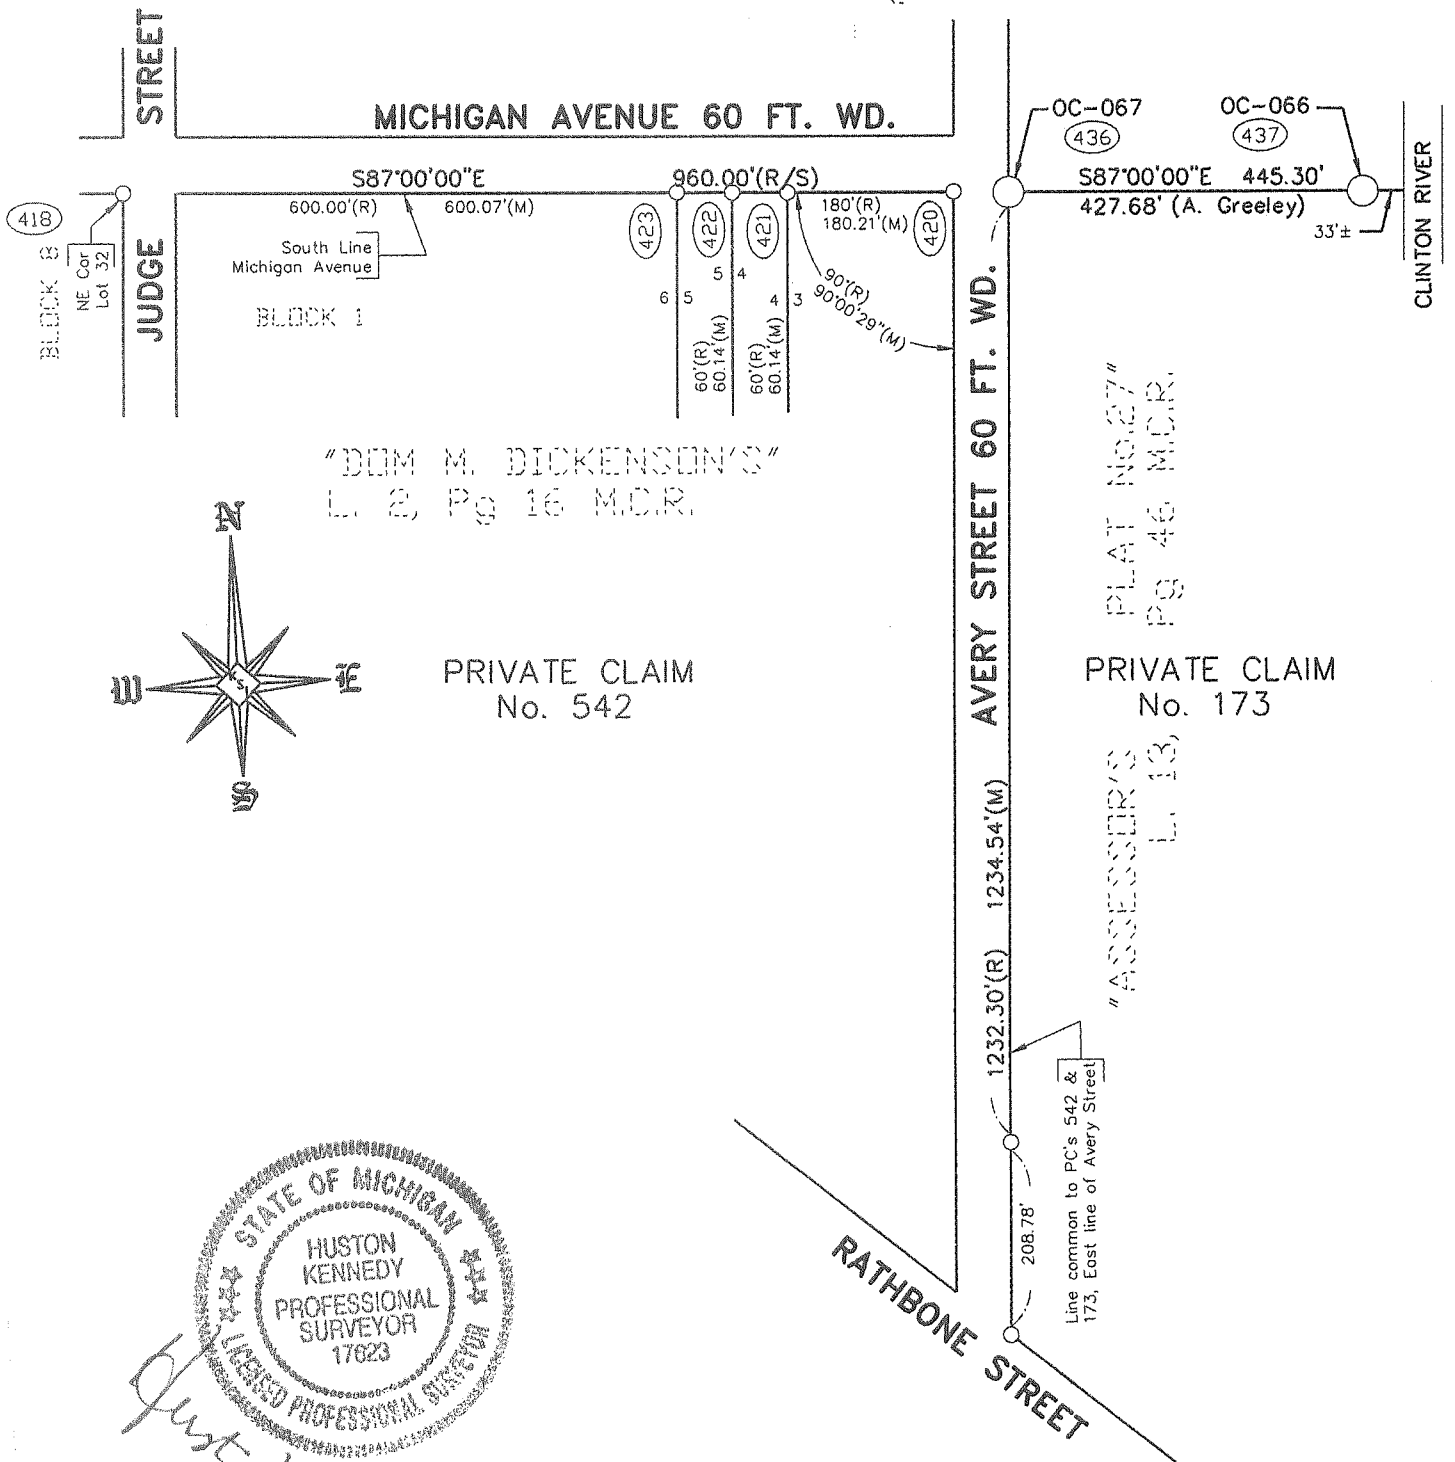 STREET
MICHIGAN AVENUE 60 FT. WD.
OC-067
436
OC-066
437
S87°00'00"E
960.00'(R/S)
S87°00'00"E 445.30'
427.68' (A. Greeley)
33'±
CLINTON RIVER
600.00'(R) 600.07'(M)
180'(R)
180.21'(M)
418
BLOCK 8
NE Cor
Lot 32
JUDGE
South Line
Michigan Avenue
BLOCK 1
423
422
421
420
6 5
5 4
4 3
60'(R)
60.14'(M)
60'(R)
60.14'(M)
90°(R)
90°00'29"(M)
AVERY STREET 60 FT. WD.
"DOM M. DICKENSON'S"
L. 2, Pg 16 M.C.R.
N
W
E
S
KSI
PRIVATE CLAIM
No. 542
PRIVATE CLAIM
No. 173
"ASSESSOR'S PLAT No.27"
L. 13, Pg 46 M.C.R.
1232.30'(R) 1234.54'(M)
208.78'
Line common to PC's 542 &
173, East line of Avery Street
RATHBONE STREET
STATE OF MICHIGAN
HUSTON
KENNEDY
PROFESSIONAL
SURVEYOR
17623
LICENSED PROFESSIONAL SURVEYOR